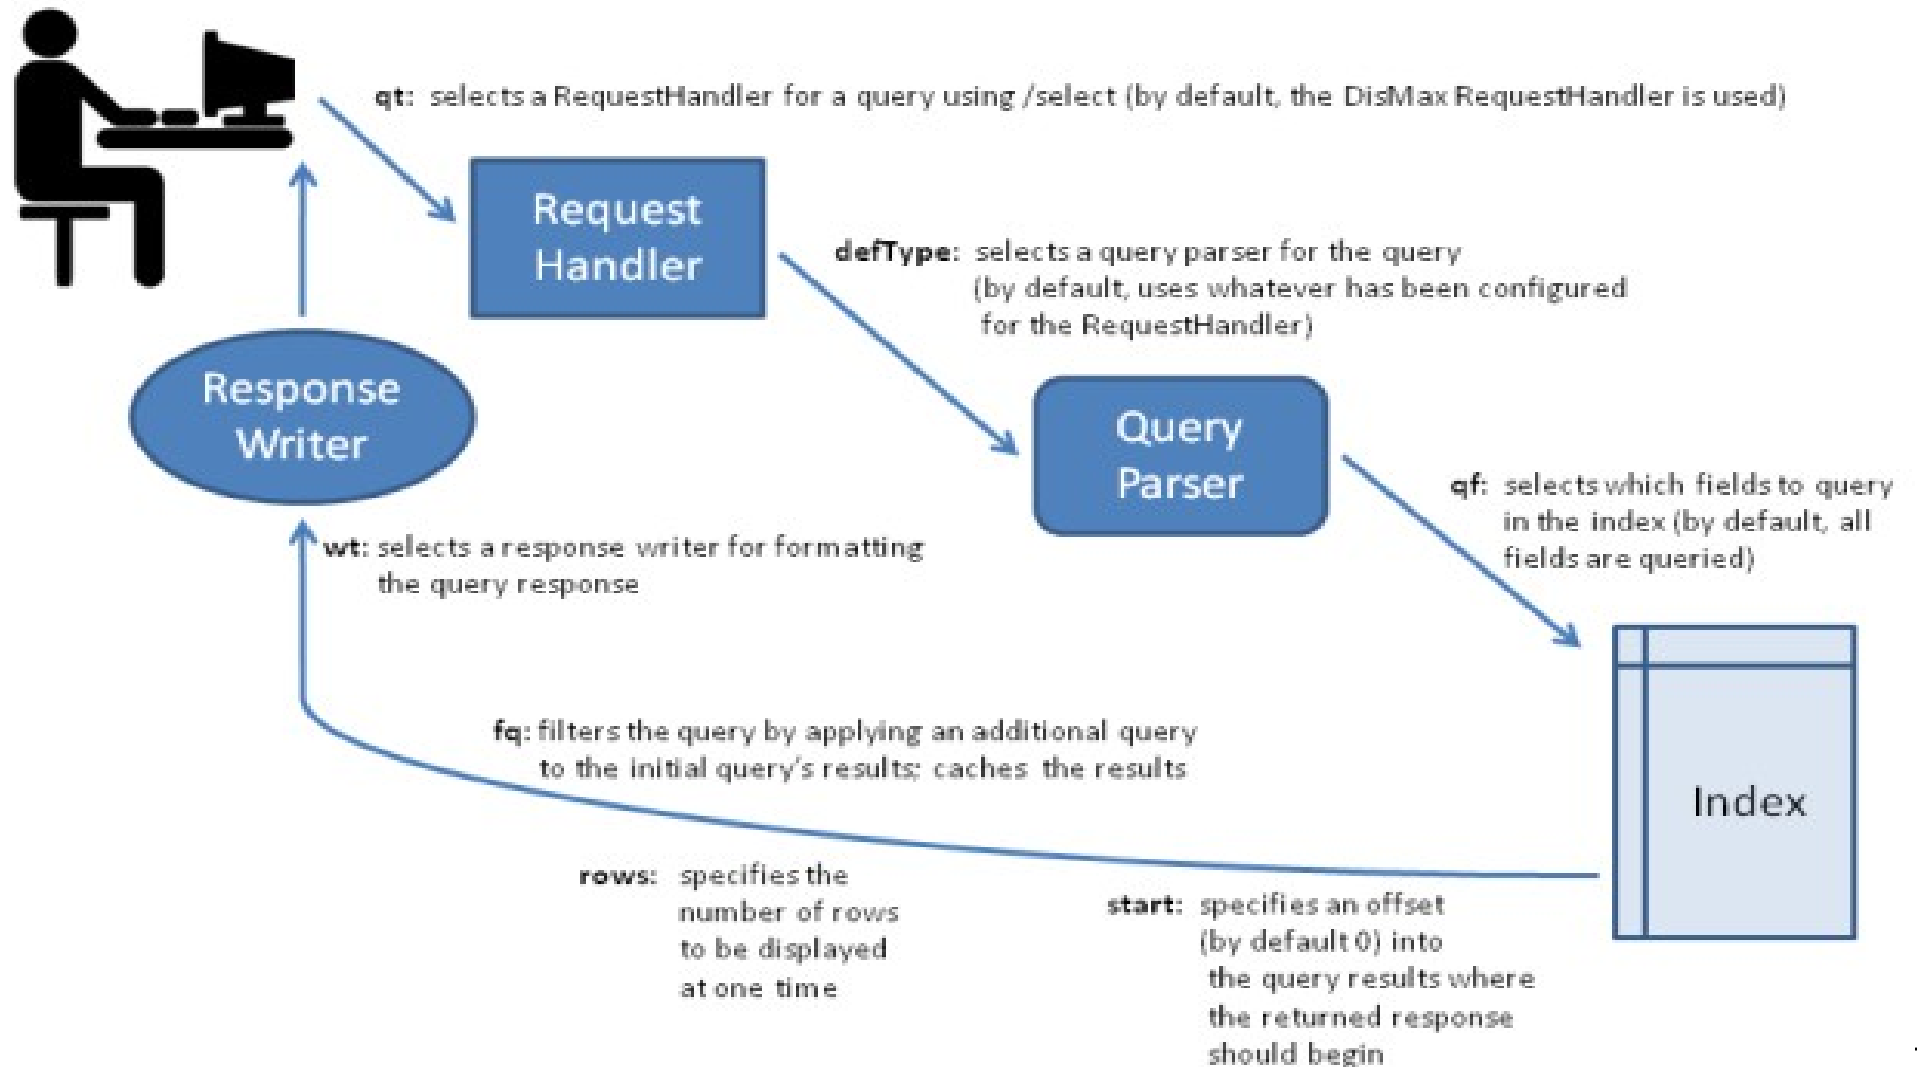 qt: selects a RequestHandler for a query using /select (by default, the DisMax RequestHandler is used)
Request
Handler
defType: selects a query parser for the query
(by default, uses whatever has been configured
for the RequestHandler)
Response
Writer
Query
Parser
qf: selects which fields to query
in the index (by default, all
fields are queried)
wt: selects a response writer for formatting
the query response
fq: filters the query by applying an additional query
to the initial query's results; caches the results
Index
rows: specifies the
number of rows
to be displayed
at one time
start: specifies an offset
(by default 0) into
the query results where
the returned response
should begin